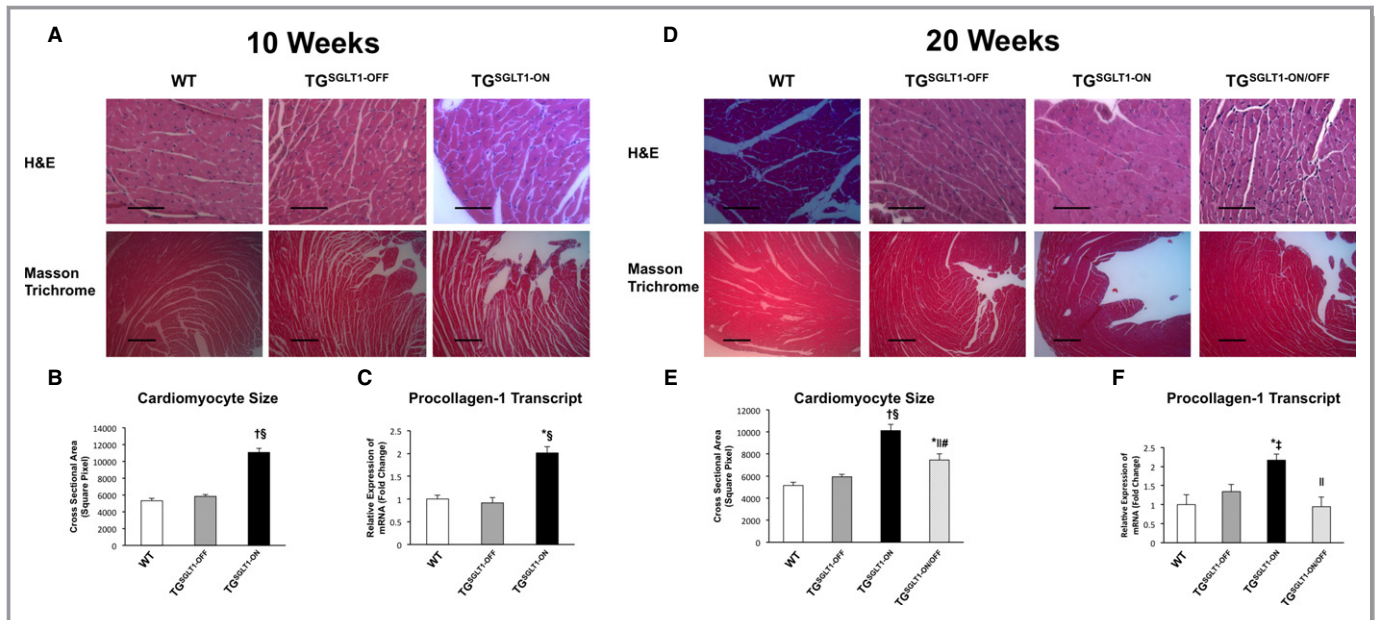 A
10 Weeks
WT
TGSGLT1-OFF
TGSGLT1-ON
H&E
Masson
Trichrome
B
Cardiomyocyte Size
Cross Sectional Area
(Square Pixel)
14000
12000
10000
8000
6000
4000
2000
0
†§
WT
TGSGLT1-OFF
TGSGLT1-ON
C
Procollagen-1 Transcript
Relative Expression of
mRNA (Fold Change)
2.5
2
1.5
1
0.5
0
*§
WT
TGSGLT1-OFF
TGSGLT1-ON
D
20 Weeks
WT
TGSGLT1-OFF
TGSGLT1-ON
TGSGLT1-ON/OFF
H&E
Masson
Trichrome
E
Cardiomyocyte Size
Cross Sectional Area
(Square Pixel)
12000
10000
8000
6000
4000
2000
0
†§
*||#
WT
TGSGLT1-OFF
TGSGLT1-ON
TGSGLT1-ON/OFF
F
Procollagen-1 Transcript
Relative Expression of
mRNA (Fold Change)
2.5
2
1.5
1
0.5
0
*‡
||
WT
TGSGLT1-OFF
TGSGLT1-ON
TGSGLT1-ON/OFF